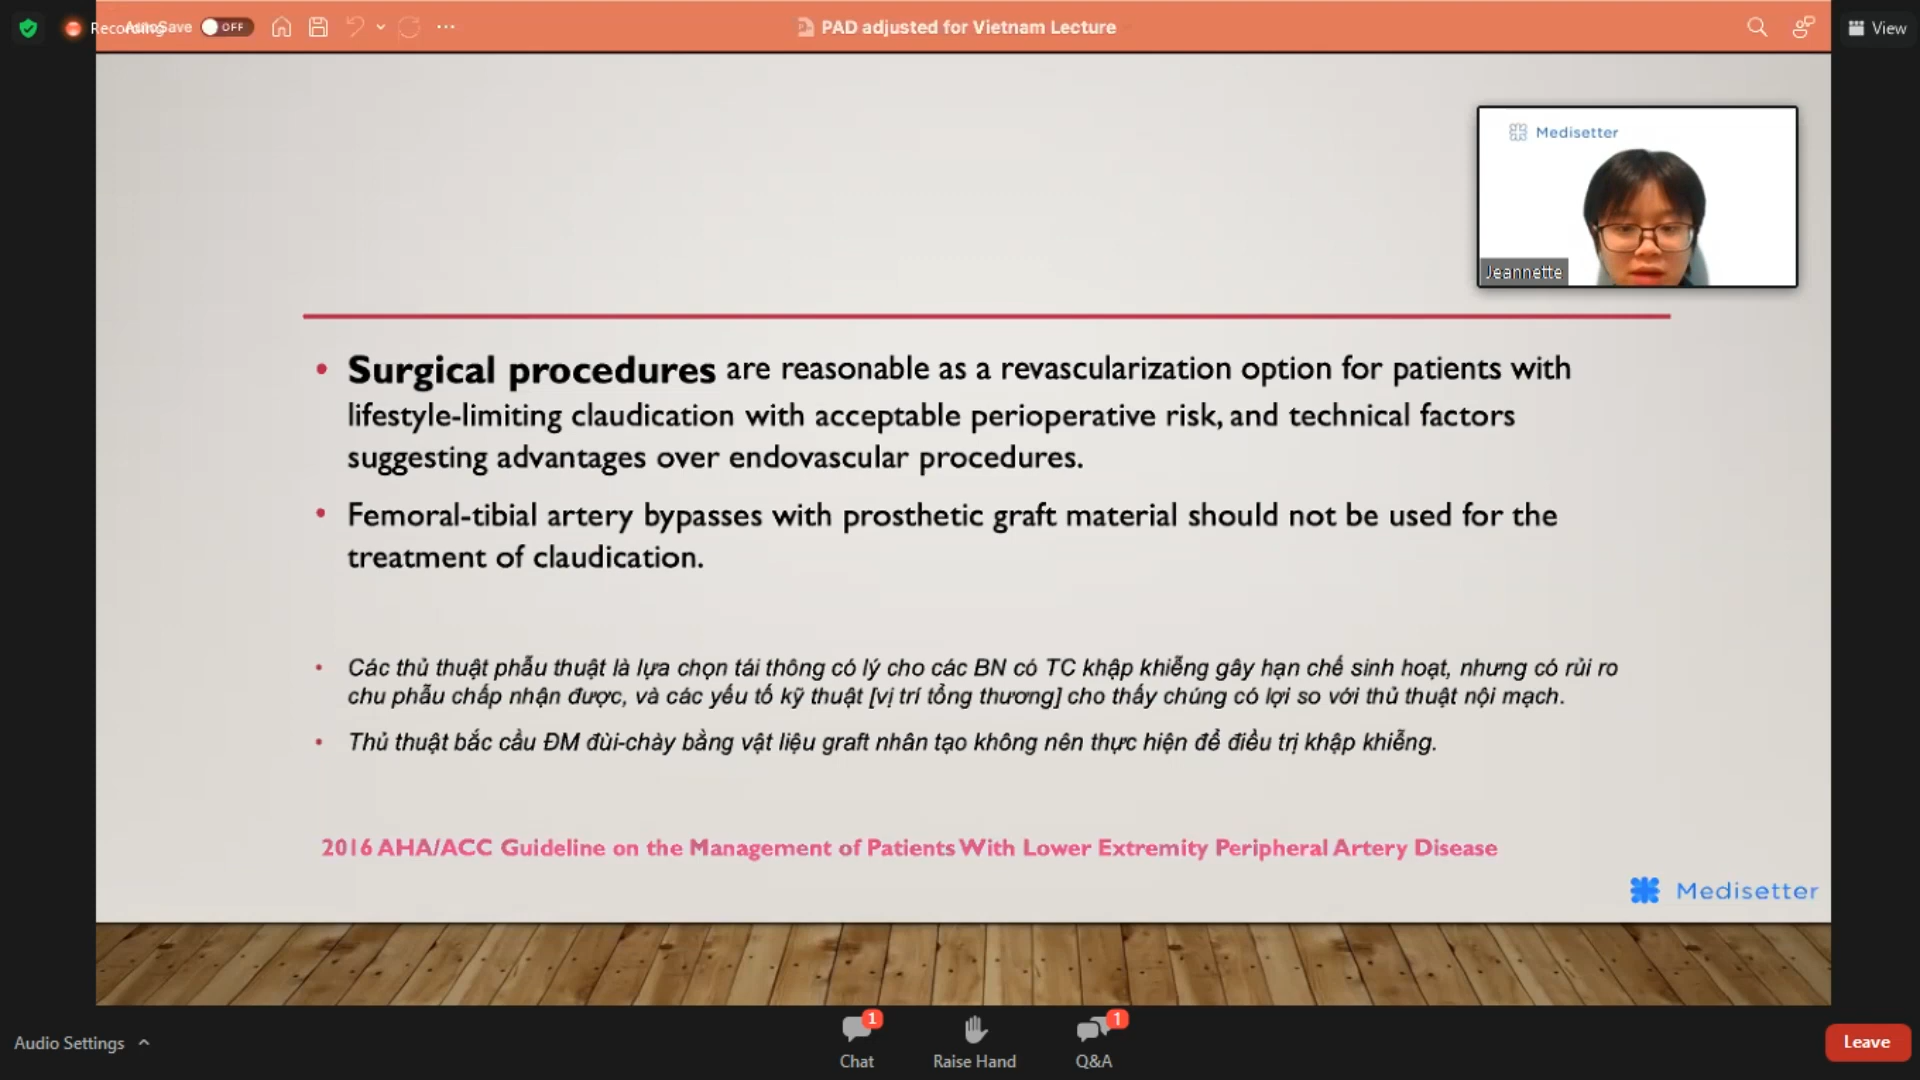 Recording
AutoSave
OFF
PAD adjusted for Vietnam Lecture
View
Medisetter
Jeannette
• Surgical procedures are reasonable as a revascularization option for patients with
lifestyle-limiting claudication with acceptable perioperative risk, and technical factors
suggesting advantages over endovascular procedures.
• Femoral-tibial artery bypasses with prosthetic graft material should not be used for the
treatment of claudication.
• Các thủ thuật phẫu thuật là lựa chọn tái thông có lý cho các BN có TC khập khiễng gây hạn chế sinh hoạt, nhưng có rủi ro
chu phẫu chấp nhận được, và các yếu tố kỹ thuật [vị trí tổng thương] cho thấy chúng có lợi so với thủ thuật nội mạch.
• Thủ thuật bắc cầu ĐM đùi-chày bằng vật liệu graft nhân tạo không nên thực hiện để điều trị khập khiễng.
2016 AHA/ACC Guideline on the Management of Patients With Lower Extremity Peripheral Artery Disease
Medisetter
Audio Settings
1
Chat
Raise Hand
1
Q&A
Leave